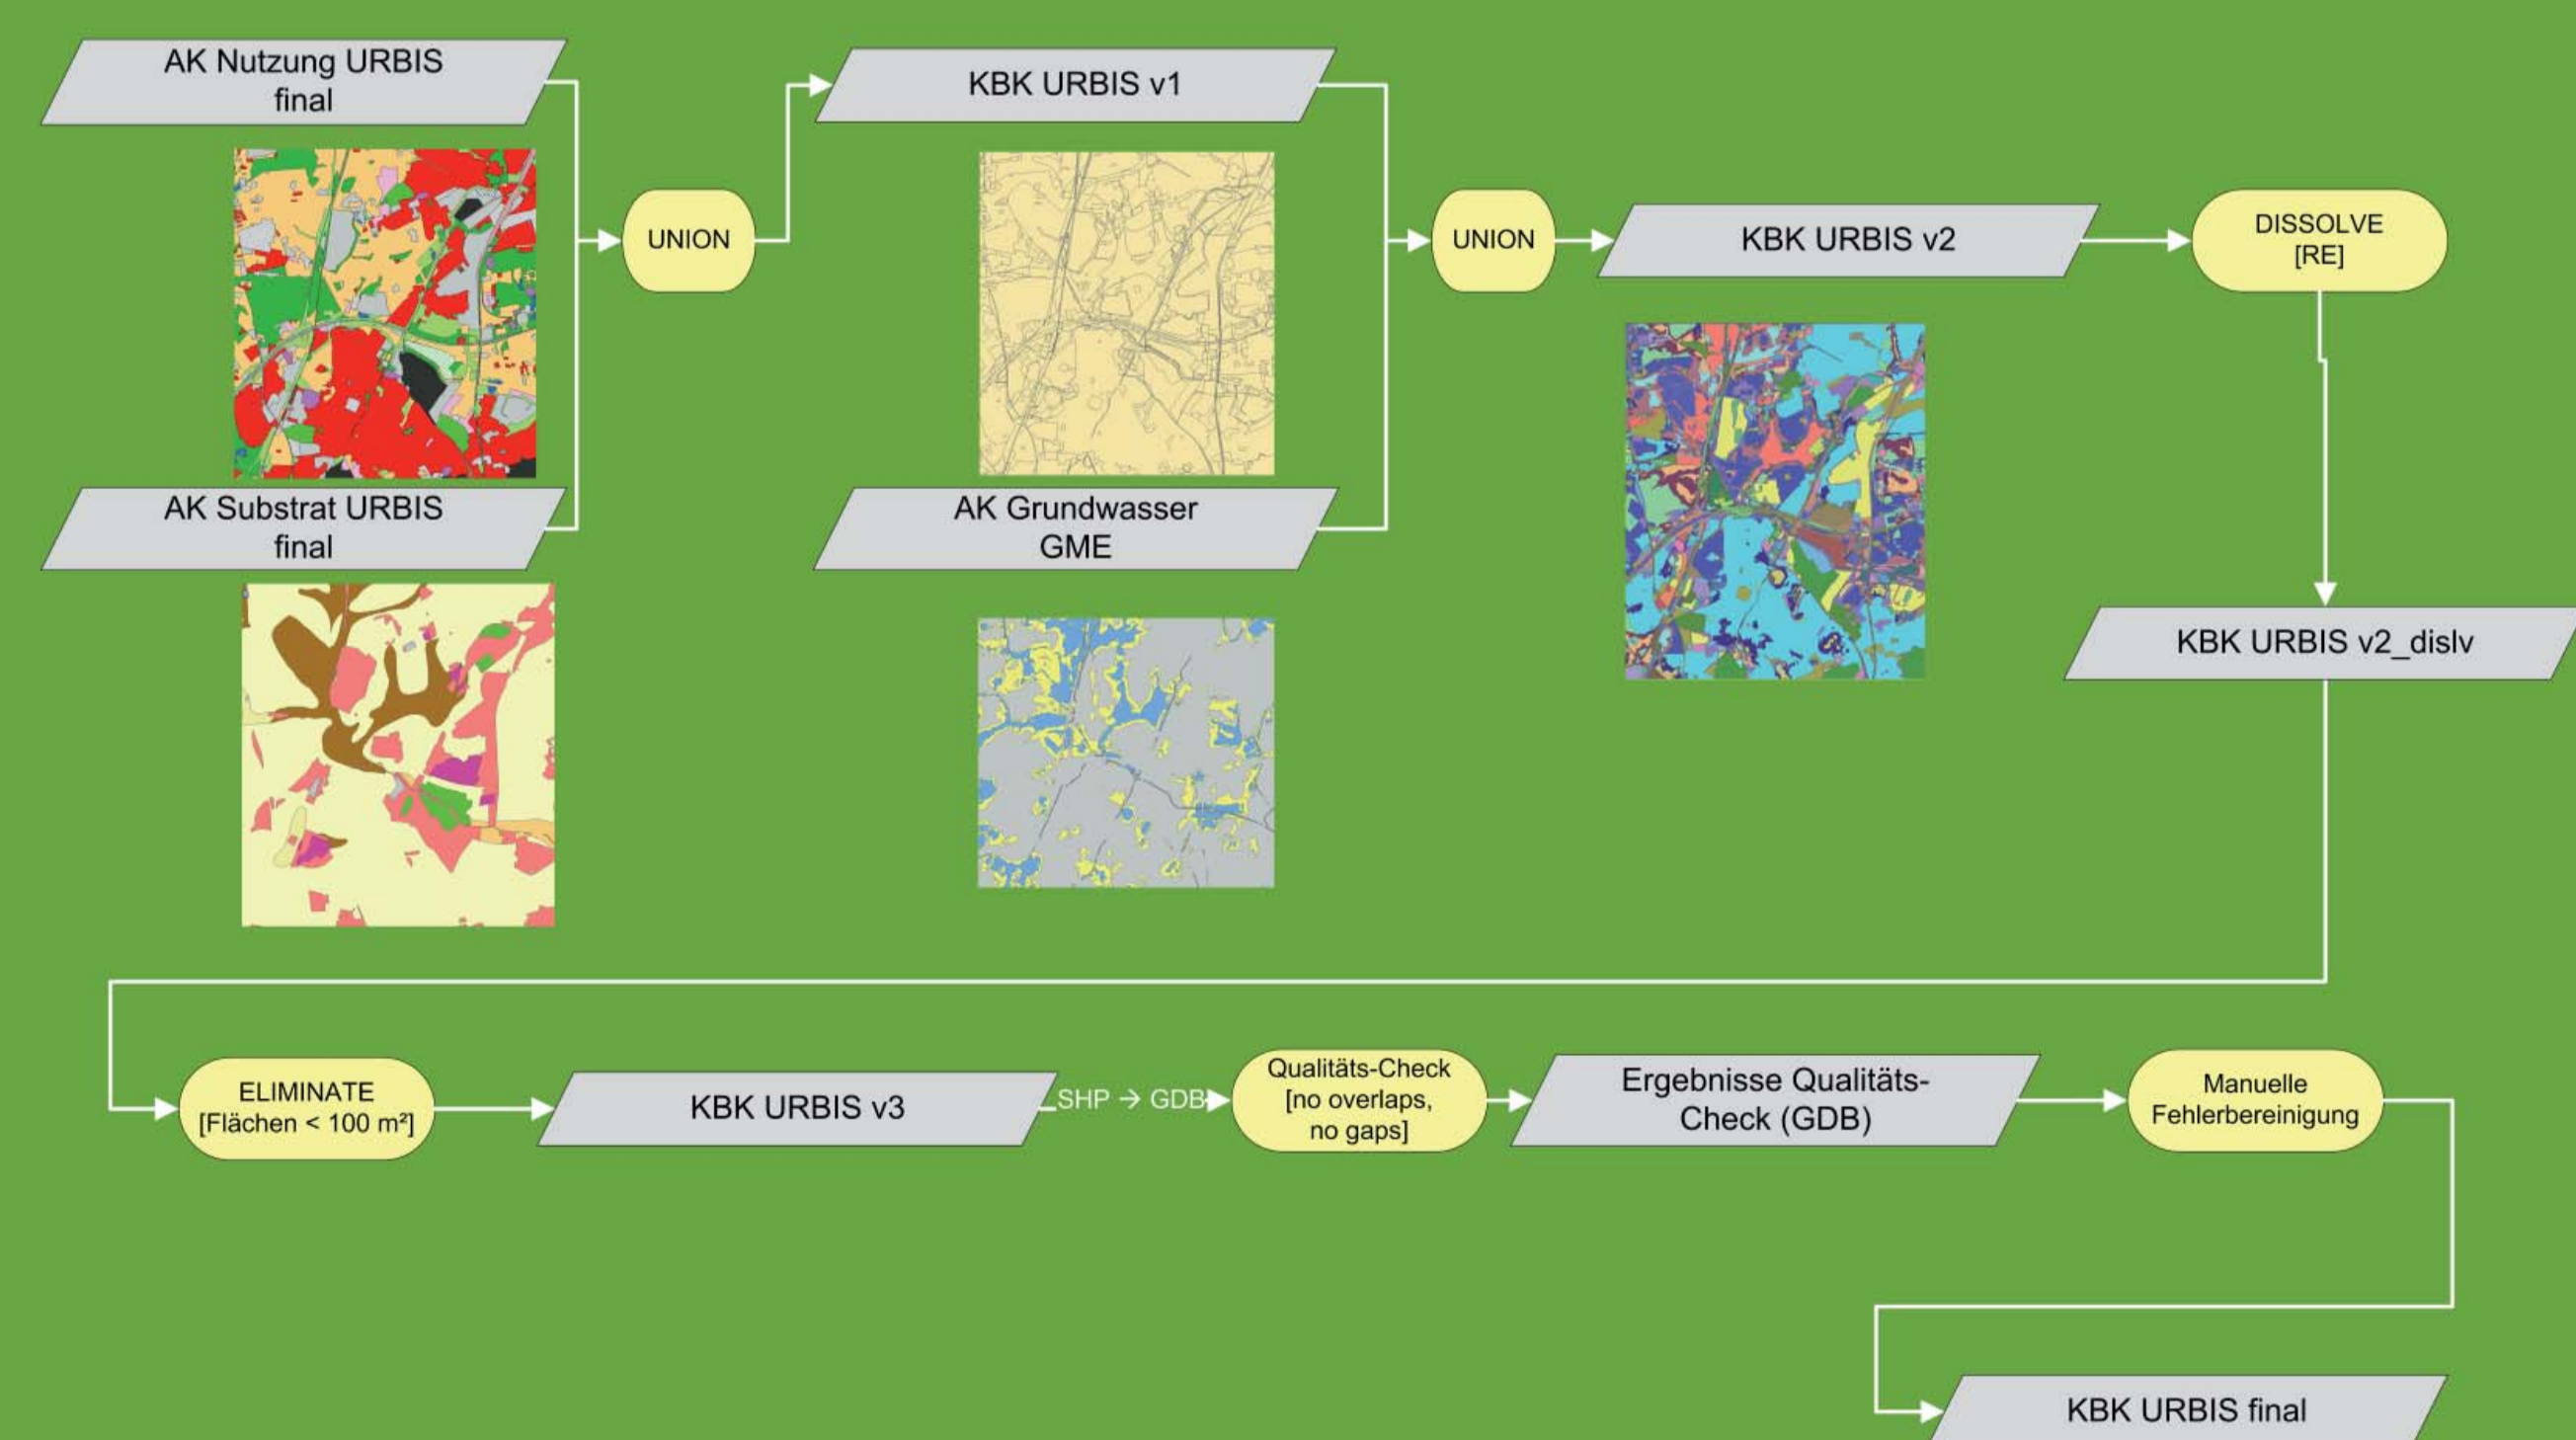 AK Nutzung URBIS
final
KBK URBIS v1
UNION
UNION
KBK URBIS v2
DISSOLVE
[RE]
AK Substrat URBIS
final
AK Grundwasser
GME
KBK URBIS v2_dislv
ELIMINATE
[Flächen < 100 m²]
KBK URBIS v3
SHP → GDB
Qualitäts-Check
[no overlaps,
no gaps]
Ergebnisse Qualitäts-
Check (GDB)
Manuelle
Fehlerbereinigung
KBK URBIS final